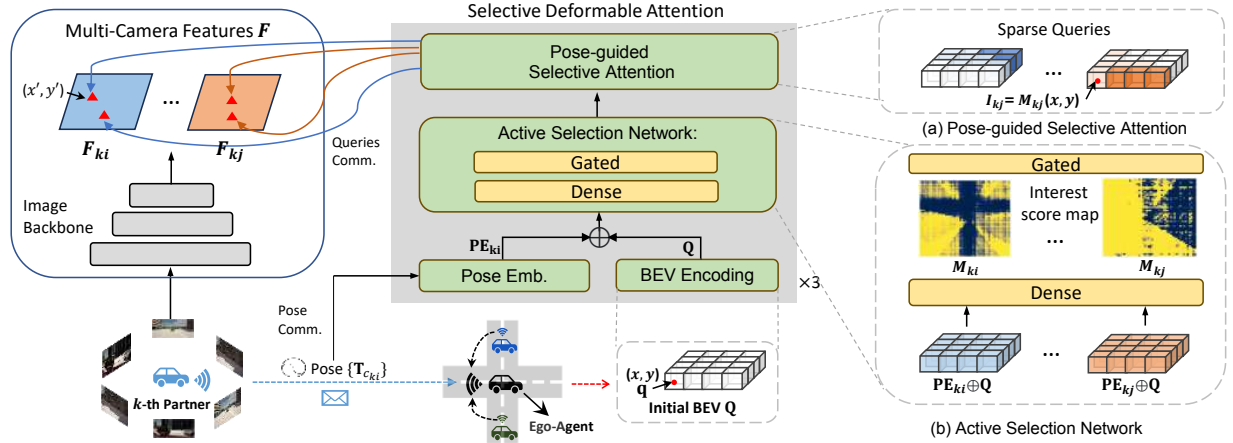 Selective Deformable Attention
Multi-Camera Features F
(x′, y′)
...
F_ki
F_kj
Image
Backbone
Queries
Comm.
Pose-guided
Selective Attention
Active Selection Network:
Gated
Dense
PE_ki
Q
Pose Emb.
BEV Encoding
×3
Pose
Comm.
k-th Partner
Pose {T_c_ki}
Ego-Agent
(x, y)
q
Initial BEV Q
Sparse Queries
...
I_kj = M_kj(x, y)
(a) Pose-guided Selective Attention
Gated
Interest
score map
...
M_ki
M_kj
Dense
...
PE_ki⊕Q
PE_kj⊕Q
(b) Active Selection Network